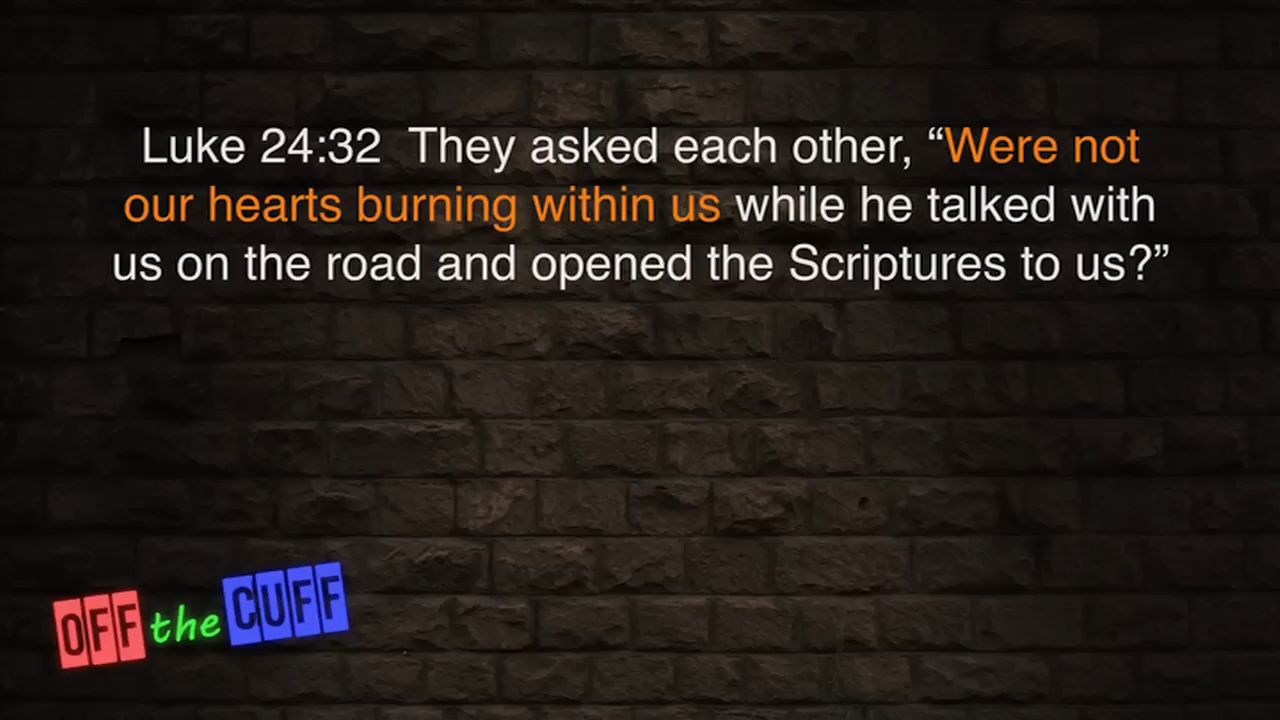 Luke 24:32  They asked each other, “Were not
our hearts burning within us while he talked with
us on the road and opened the Scriptures to us?”
OFF the CUFF